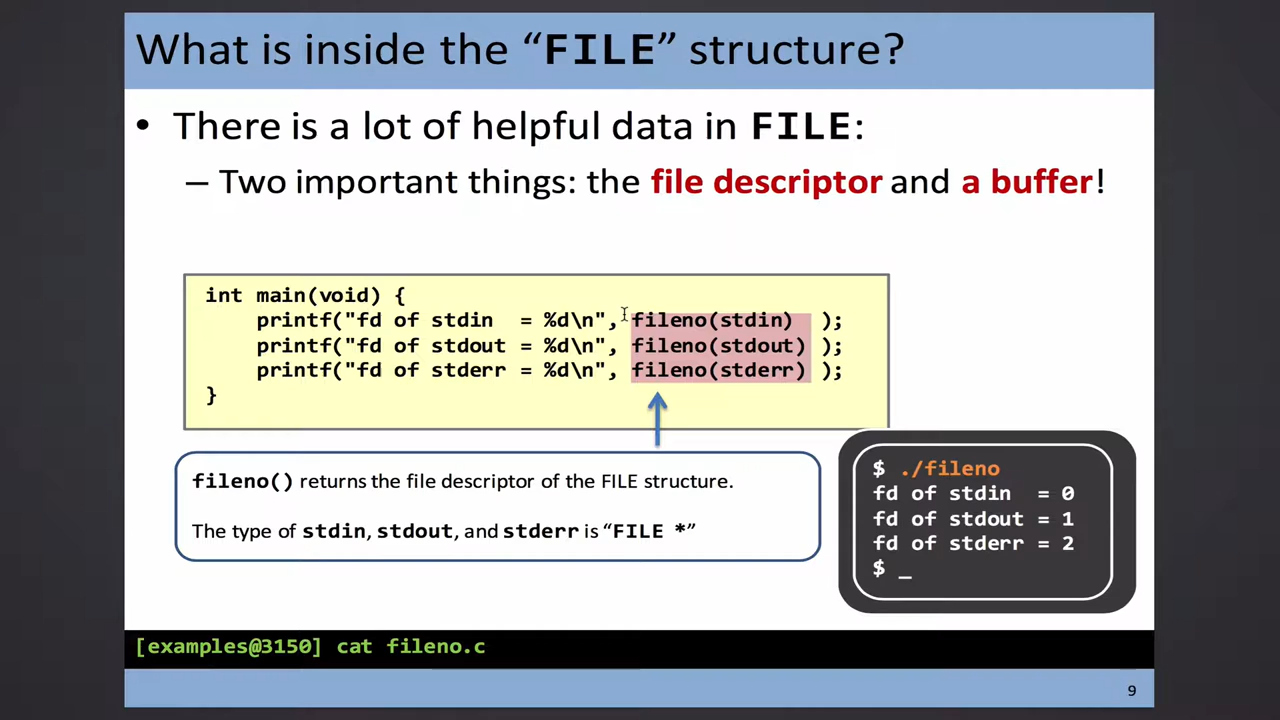 What is inside the “FILE” structure?
• There is a lot of helpful data in FILE:
– Two important things: the file descriptor and a buffer!
int main(void) {
    printf("fd of stdin  = %d\n", fileno(stdin)  );
    printf("fd of stdout = %d\n", fileno(stdout) );
    printf("fd of stderr = %d\n", fileno(stderr) );
}
fileno() returns the file descriptor of the FILE structure.
The type of stdin, stdout, and stderr is “FILE *”
$ ./fileno
fd of stdin  = 0
fd of stdout = 1
fd of stderr = 2
$ _
[examples@3150] cat fileno.c
9